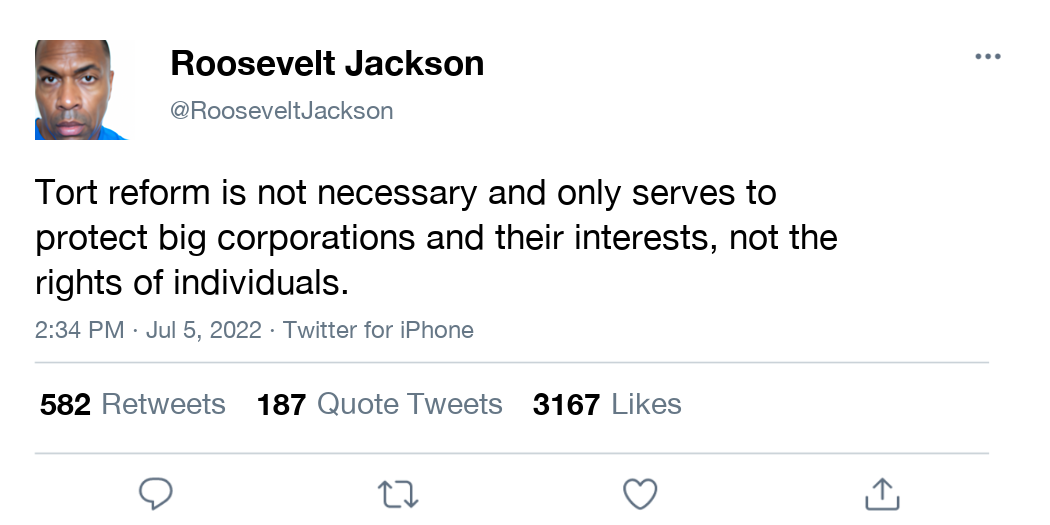 Roosevelt Jackson
@RooseveltJackson
Tort reform is not necessary and only serves to
protect big corporations and their interests, not the
rights of individuals.
2:34 PM · Jul 5, 2022 · Twitter for iPhone
582 Retweets 187 Quote Tweets 3167 Likes